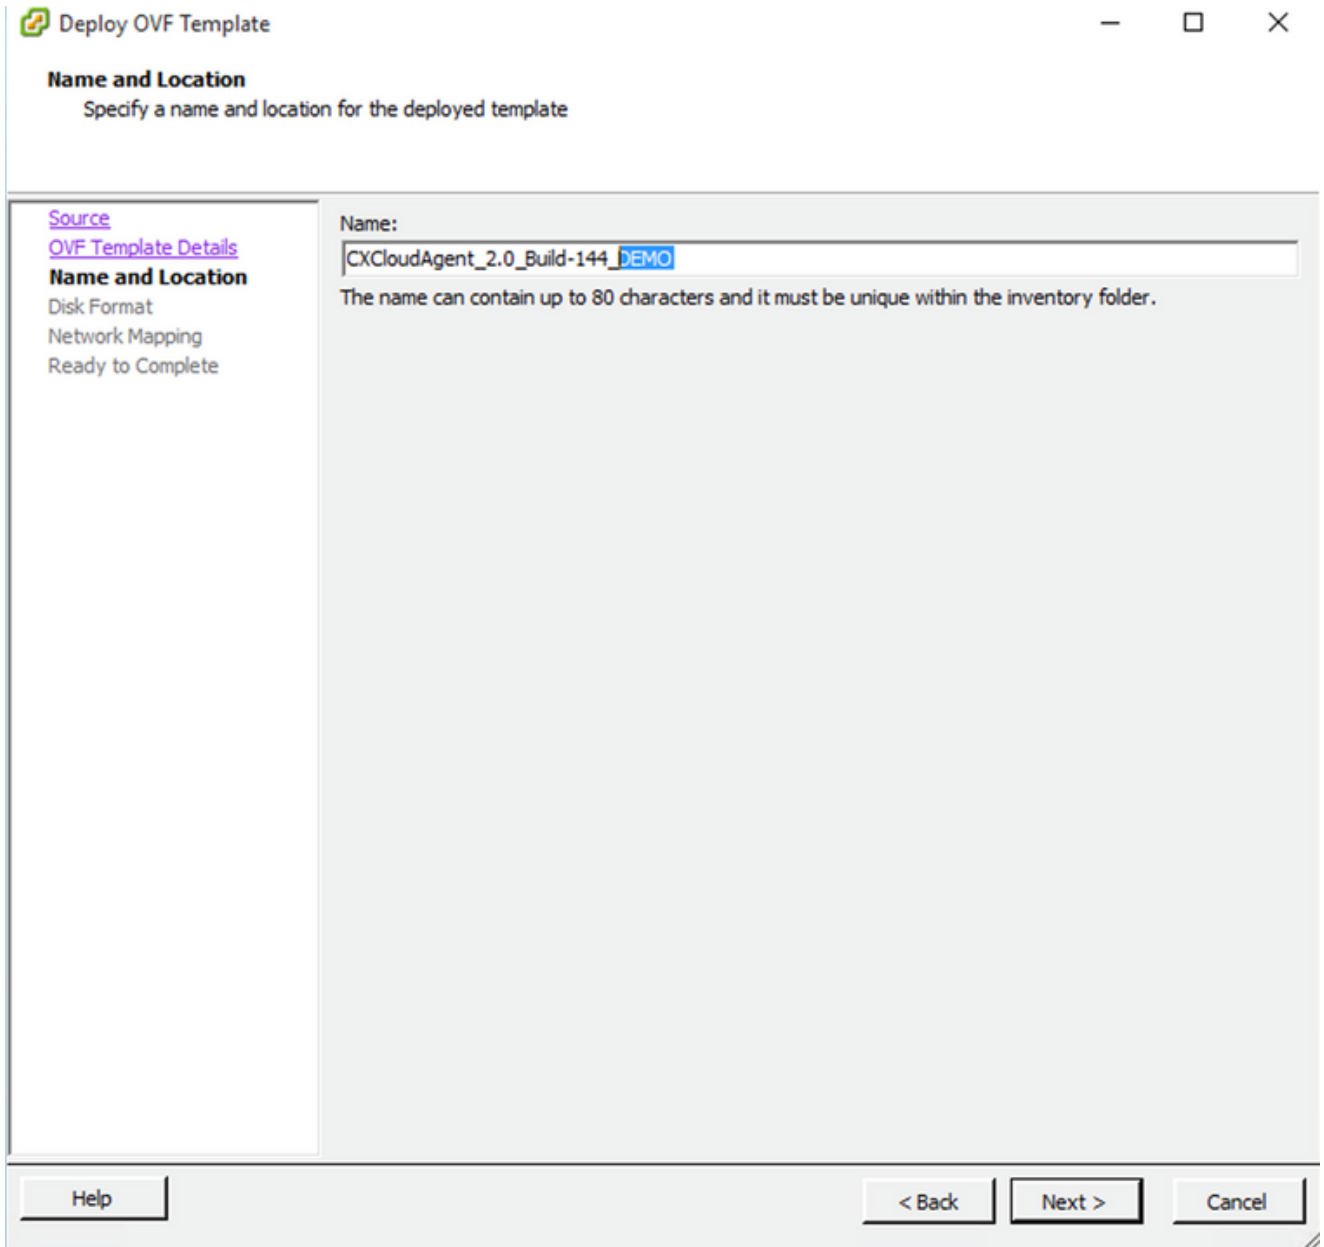 Deploy OVF Template
Name and Location
Specify a name and location for the deployed template
Source
OVF Template Details
Name and Location
Disk Format
Network Mapping
Ready to Complete
Name:
CXCloudAgent_2.0_Build-144_DEMO
The name can contain up to 80 characters and it must be unique within the inventory folder.
Help
< Back
Next >
Cancel